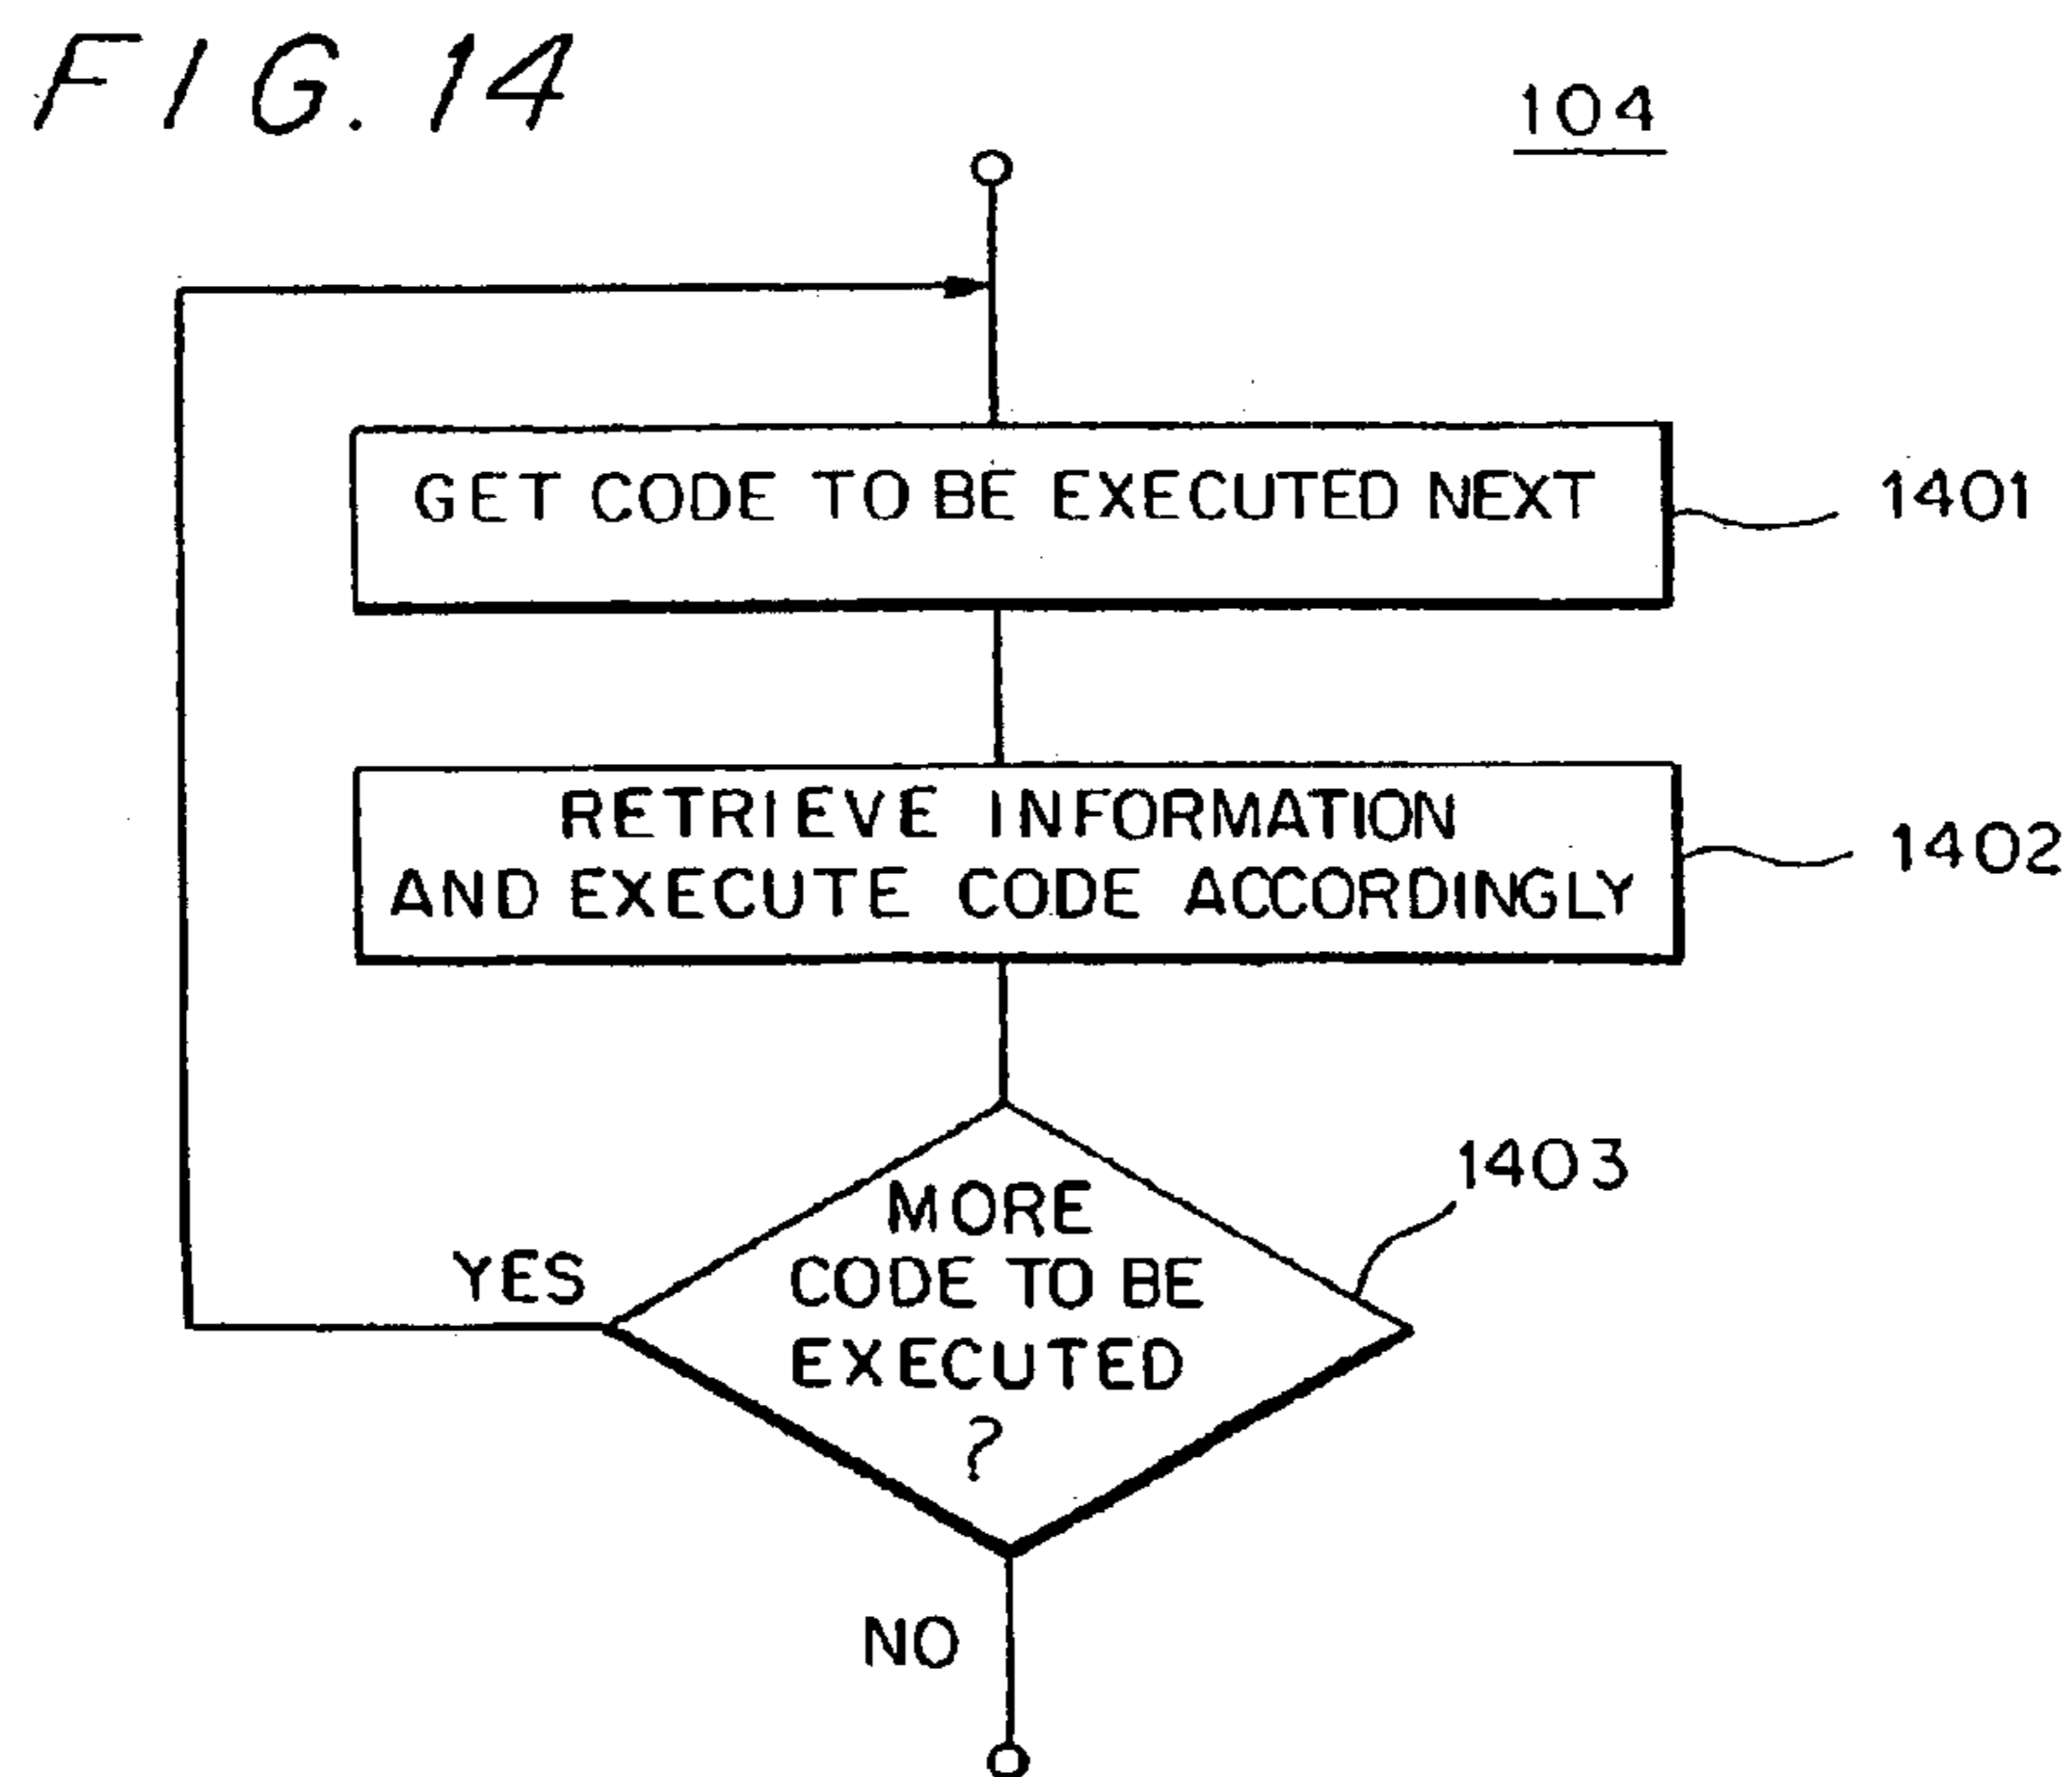 FIG. 14
104
GET CODE TO BE EXECUTED NEXT
1401
RETRIEVE INFORMATION
AND EXECUTE CODE ACCORDINGLY
1402
MORE
CODE TO BE
EXECUTED
?
1403
YES
NO